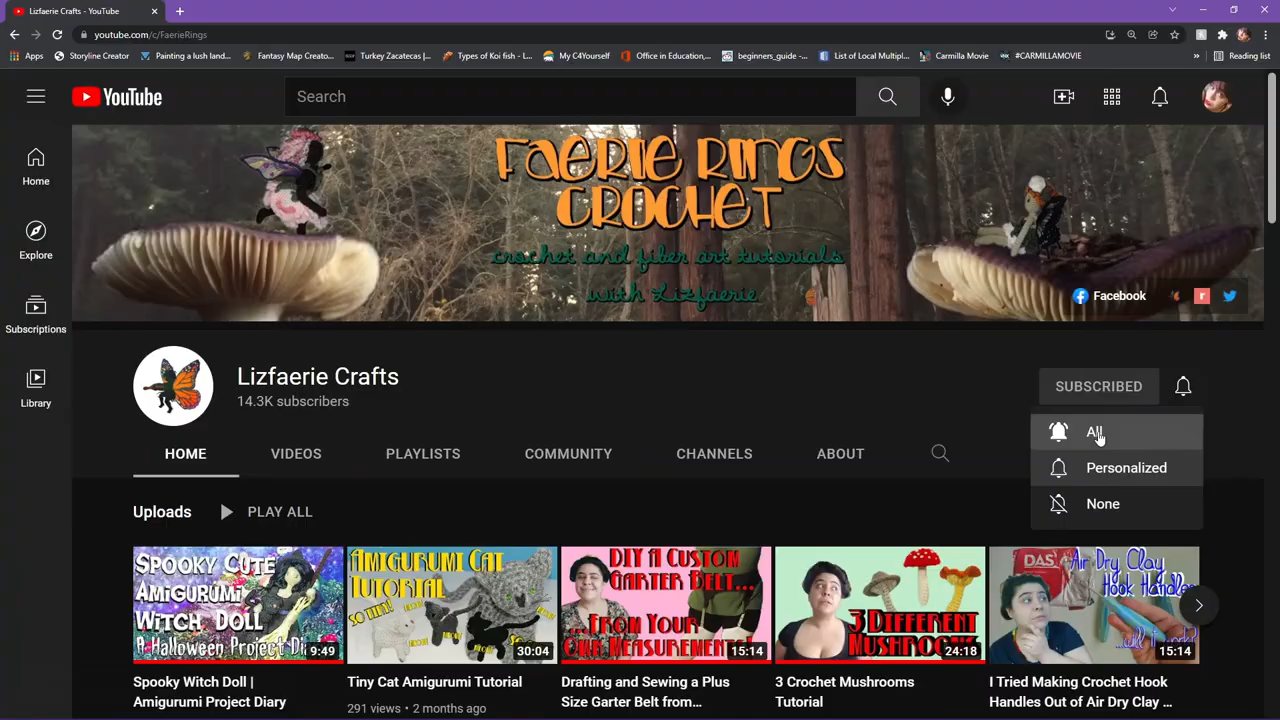 Lizfaerie Crafts - YouTube
youtube.com/c/FaerieRings
Apps
Storyline Creator
Painting a lush land...
Fantasy Map Creato...
Turkey Zacatecas |...
Types of Koi fish - I...
My C4Yourself
Office in Education,...
beginners_guide -...
List of Local Multipl...
Carmilla Movie
#CARMILLAMOVIE
»
Reading list
YouTube
Search
Home
Explore
Subscriptions
Library
FAERIE RINGS
CROCHET
crochet and fiber art tutorials
with Lizfaerie
Facebook
Lizfaerie Crafts
14.3K subscribers
SUBSCRIBED
All
Personalized
None
HOME
VIDEOS
PLAYLISTS
COMMUNITY
CHANNELS
ABOUT
Uploads
PLAY ALL
SPOOKY CUTE
AMIGURUMI
WITCH DOLL
A Halloween Project Di
9:49
AMIGURUMI CAT
TUTORIAL
SO TINY!
30:04
DIY A CUSTOM
GARTER BELT...
...FROM YOUR
OWN MEASUREMENTS!
15:14
3 DIFFERENT
MUSHROOMS
24:18
DAS
Air Dry Clay
Hook Handles
...will it work?
15:14
Spooky Witch Doll |
Amigurumi Project Diary
Tiny Cat Amigurumi Tutorial
291 views • 2 months ago
Drafting and Sewing a Plus
Size Garter Belt from...
3 Crochet Mushrooms
Tutorial
I Tried Making Crochet Hook
Handles Out of Air Dry Clay ...